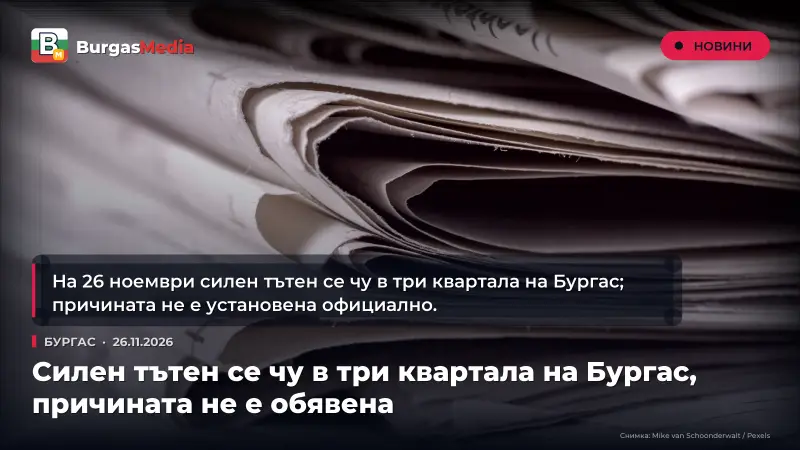 B
M
BurgasMedia
НОВИНИ
На 26 ноември силен тътен се чу в три квартала на Бургас;
причината не е установена официално.
БУРГАС · 26.11.2026
Силен тътен се чу в три квартала на Бургас,
причината не е обявена
Снимка: Mike van Schoonderwalt / Pexels